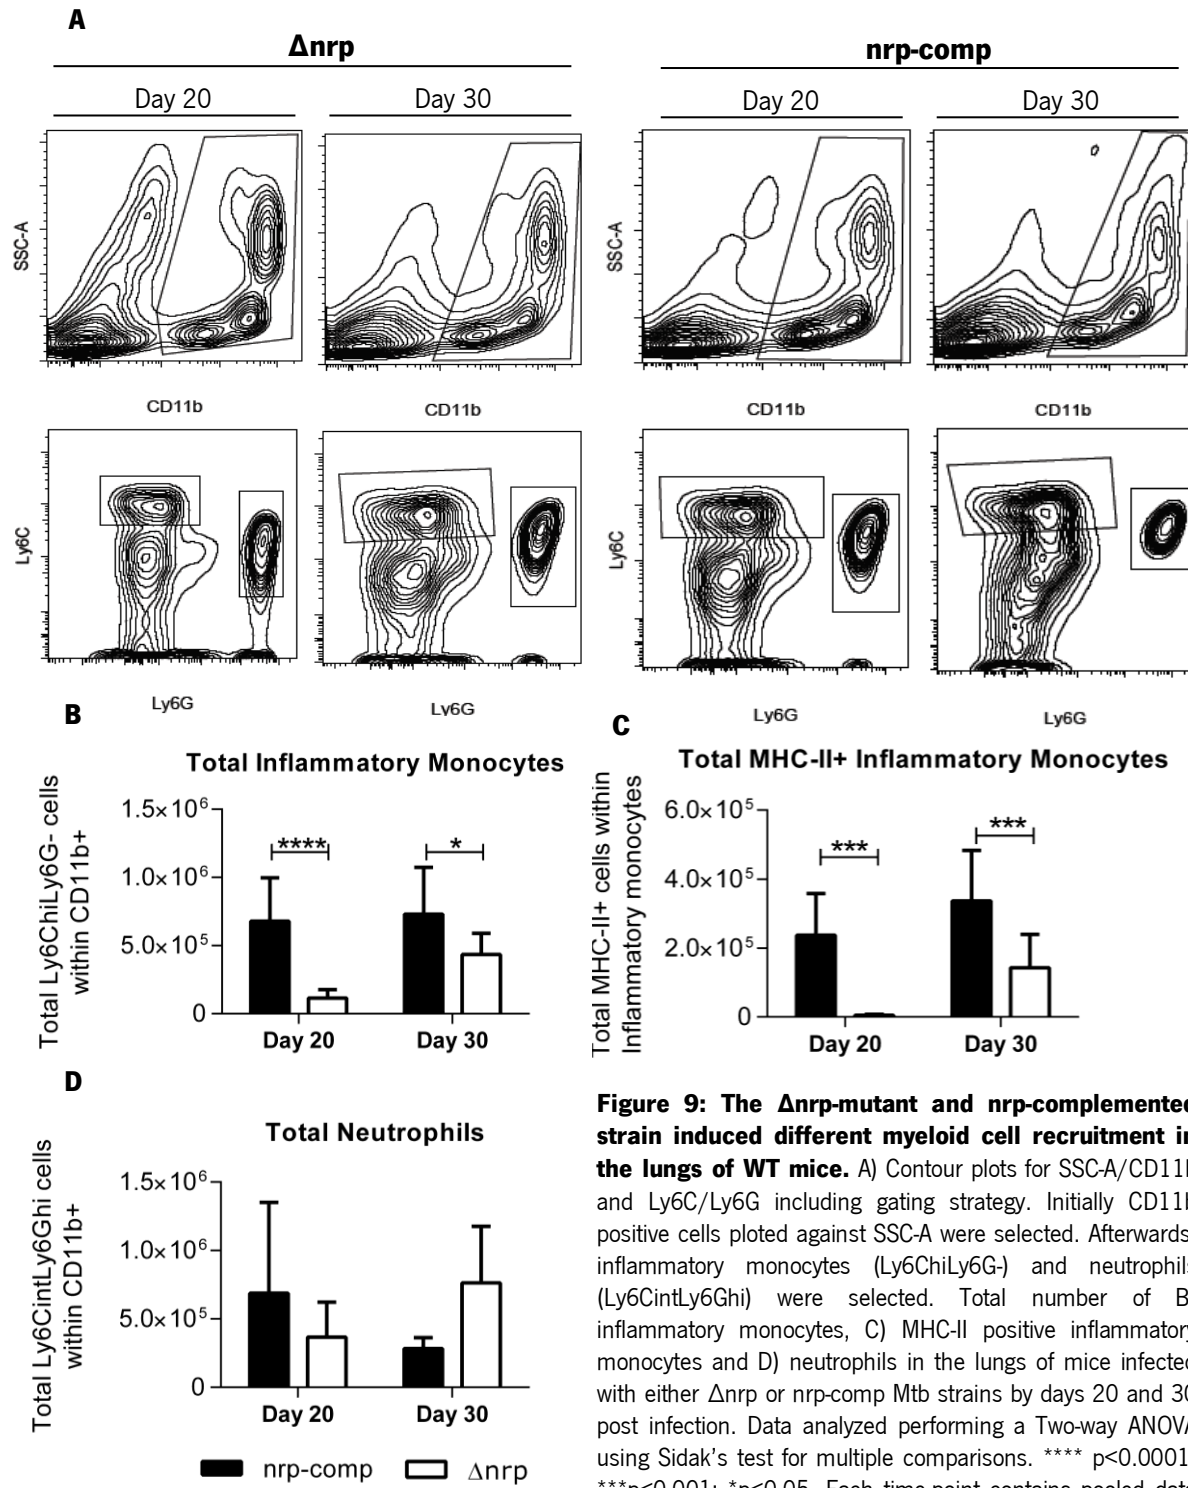 A
Δnrp
nrp-comp
Day 20
Day 30
Day 20
Day 30
SSC-A
SSC-A
CD11b
CD11b
CD11b
CD11b
Ly6C
Ly6C
Ly6G
Ly6G
Ly6G
Ly6G
B
Total Inflammatory Monocytes
Total Ly6ChiLy6G- cells
within CD11b+
1.5×10⁶
1.0×10⁶
5.0×10⁵
0
****
*
Day 20
Day 30
C
Total MHC-II+ Inflammatory Monocytes
Total MHC-II+ cells within
Inflammatory monocytes
6.0×10⁵
4.0×10⁵
2.0×10⁵
0
***
***
Day 20
Day 30
D
Total Neutrophils
Total Ly6CintLy6Ghi cells
within CD11b+
1.5×10⁶
1.0×10⁶
5.0×10⁵
0
Day 20
Day 30
nrp-comp
Δnrp
Figure 9: The Δnrp-mutant and nrp-complemented
strain induced different myeloid cell recruitment in
the lungs of WT mice. A) Contour plots for SSC-A/CD11b
and Ly6C/Ly6G including gating strategy. Initially CD11b
positive cells ploted against SSC-A were selected. Afterwards
inflammatory monocytes (Ly6ChiLy6G-) and neutrophils
(Ly6CintLy6Ghi) were selected. Total number of B)
inflammatory monocytes, C) MHC-II positive inflammatory
monocytes and D) neutrophils in the lungs of mice infected
with either Δnrp or nrp-comp Mtb strains by days 20 and 30
post infection. Data analyzed performing a Two-way ANOVA
using Sidak's test for multiple comparisons. **** p<0.0001;
***p<0.001; *p<0.05. Each time-point contains pooled data